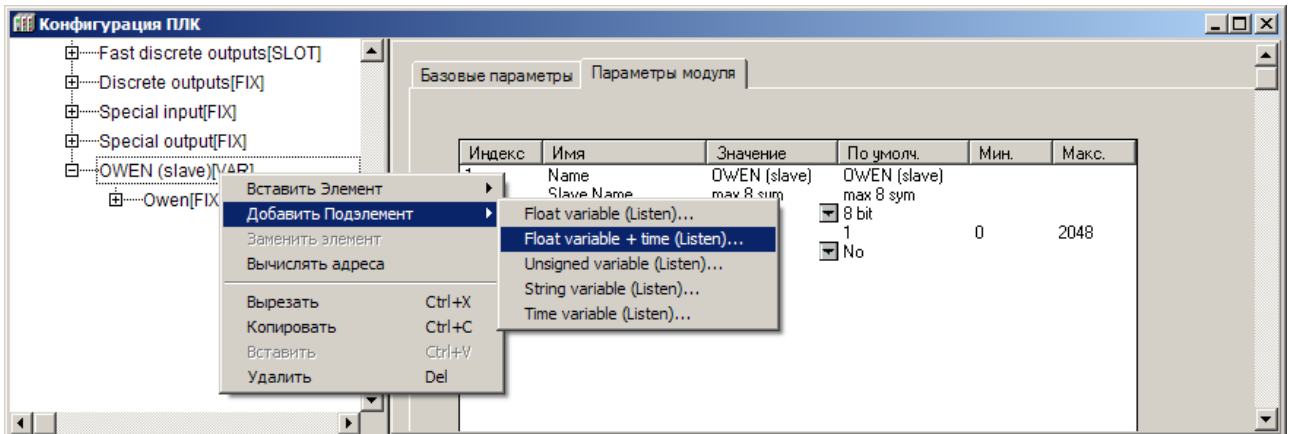 Конфигурация ПЛК
Fast discrete outputs[SLOT]
Discrete outputs[FIX]
Special input[FIX]
Special output[FIX]
OWEN (slave)[VAR]
Owen[FIX
Вставить Элемент
Добавить Подэлемент
Заменить элемент
Вычислять адреса
Вырезать Ctrl+X
Копировать Ctrl+C
Вставить Ctrl+V
Удалить Del
Float variable (Listen)...
Float variable + time (Listen)...
Unsigned variable (Listen)...
String variable (Listen)...
Time variable (Listen)...
Базовые параметры Параметры модуля
Индекс Имя Значение По умолч. Мин. Макс.
1 Name OWEN (slave) OWEN (slave)
Slave Name max 8 sym max 8 sym
8 bit
1 0 2048
No